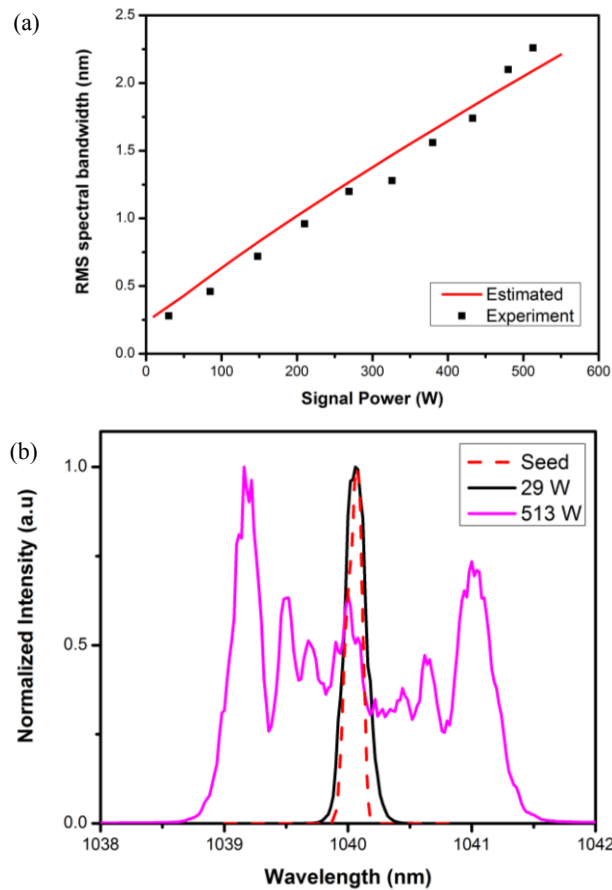 (a)
2.5
2.0
1.5
1.0
0.5
0.0
RMS spectral bandwidth (nm)
Estimated
Experiment
0 100 200 300 400 500 600
Signal Power (W)
(b)
1.0
0.5
0.0
Normalized Intensity (a.u)
Seed
29 W
513 W
1038 1039 1040 1041 1042
Wavelength (nm)